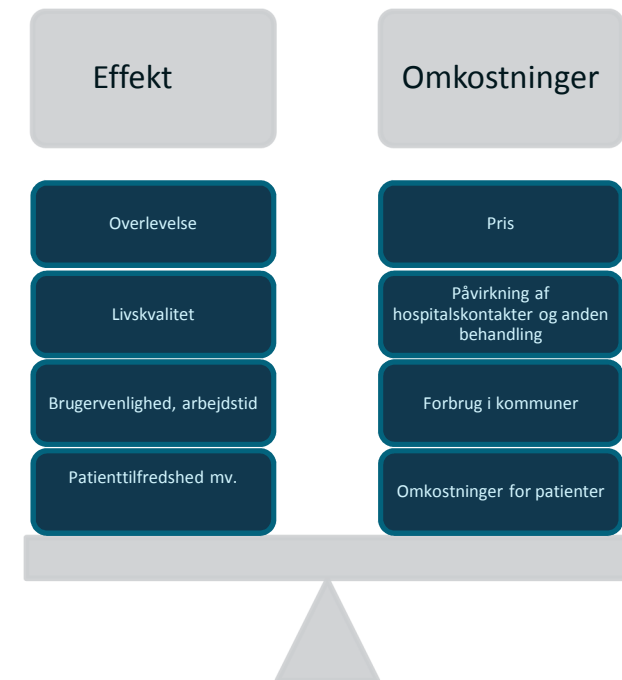 Effekt
Omkostninger
Overlevelse
Pris
Livskvalitet
Påvirkning af
hospitalskontakter og anden
behandling
Brugervenlighed, arbejdstid
Forbrug i kommuner
Patienttilfredshed mv.
Omkostninger for patienter